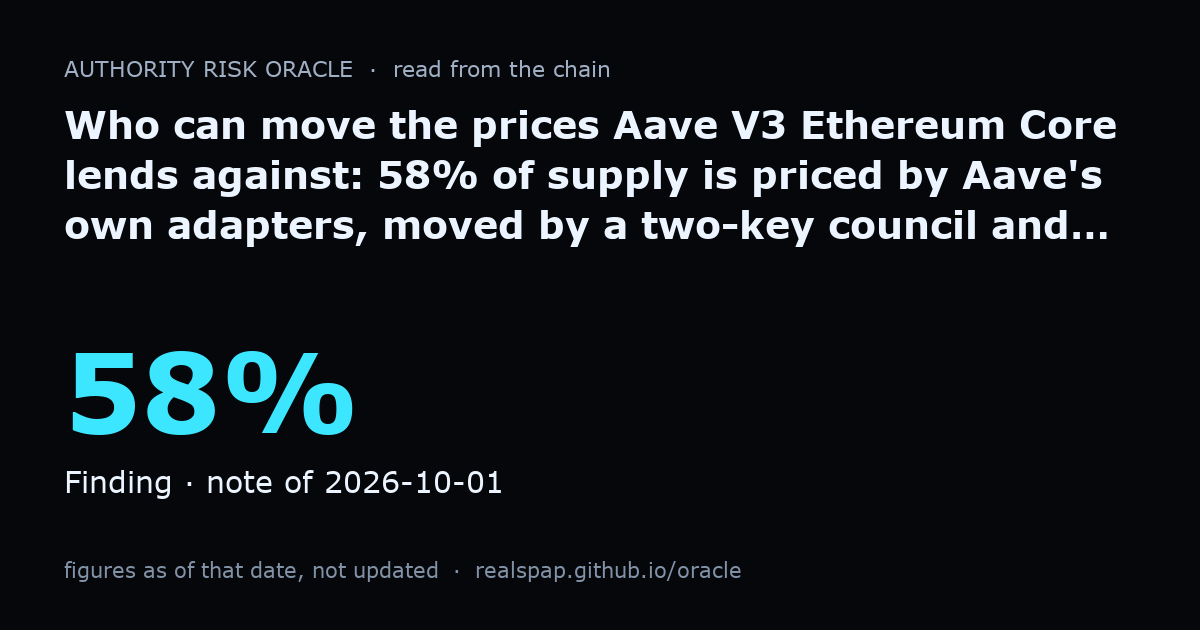 AUTHORITY RISK ORACLE · read from the chain
Who can move the prices Aave V3 Ethereum Core
lends against: 58% of supply is priced by Aave's
own adapters, moved by a two-key council and…
58%
Finding · note of 2026-10-01
figures as of that date, not updated · realspap.github.io/oracle